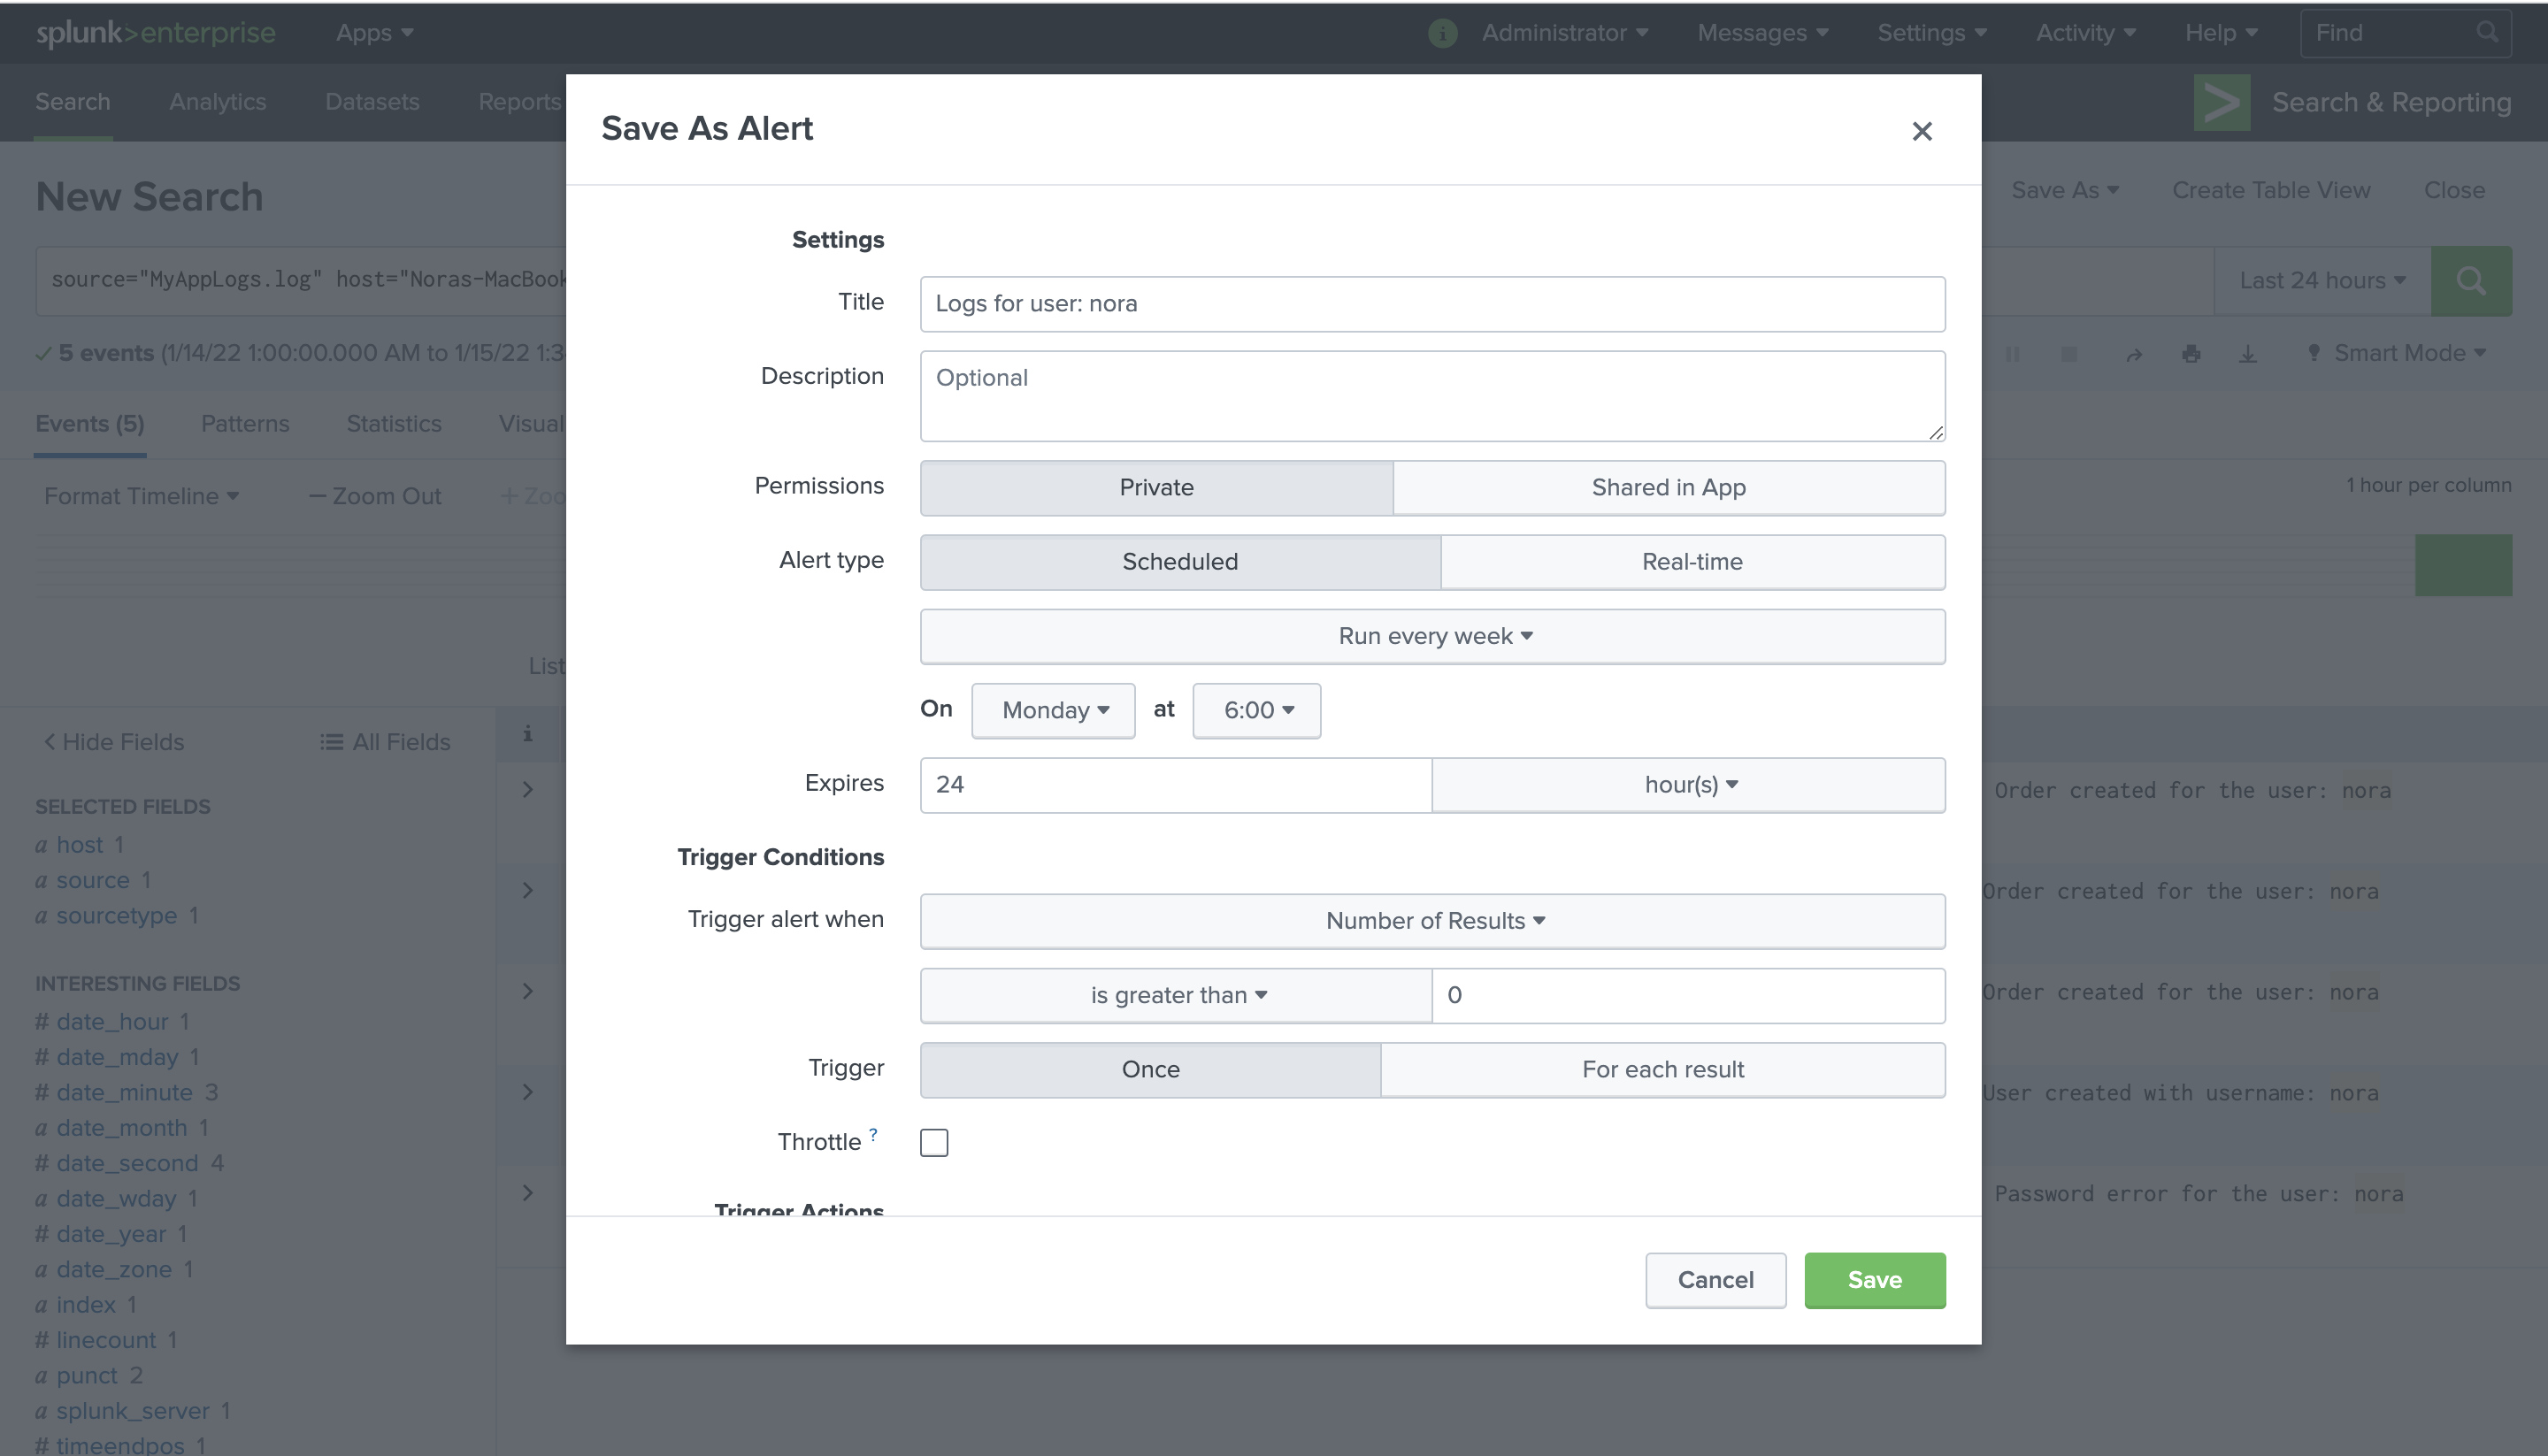 splunk>enterprise Apps Administrator Messages Settings Activity Help Find
Search Analytics Datasets Reports Search & Reporting
Save As Alert
New Search Save As Create Table View Close
Settings
source="MyAppLogs.log" host="Noras-MacBook Last 24 hours
Title Logs for user: nora
5 events (1/14/22 1:00:00.000 AM to 1/15/22 1:3 Smart Mode
Description Optional
Events (5) Patterns Statistics Visual
Permissions Private Shared in App
Format Timeline — Zoom Out + Zoo 1 hour per column
Alert type Scheduled Real-time
Run every week
List
On Monday at 6:00
Hide Fields All Fields i
Expires 24 hour(s)
Order created for the user: nora
SELECTED FIELDS
a host 1
Trigger Conditions
a source 1
Order created for the user: nora
a sourcetype 1
Trigger alert when Number of Results
INTERESTING FIELDS
is greater than 0
Order created for the user: nora
# date_hour 1
# date_mday 1
Trigger Once For each result
# date_minute 3
User created with username: nora
a date_month 1
Throttle ?
# date_second 4
a date_wday 1
Password error for the user: nora
Trigger Actions
# date_year 1
a date_zone 1
Cancel Save
a index 1
# linecount 1
a punct 2
a splunk_server 1
# timeendpos 1